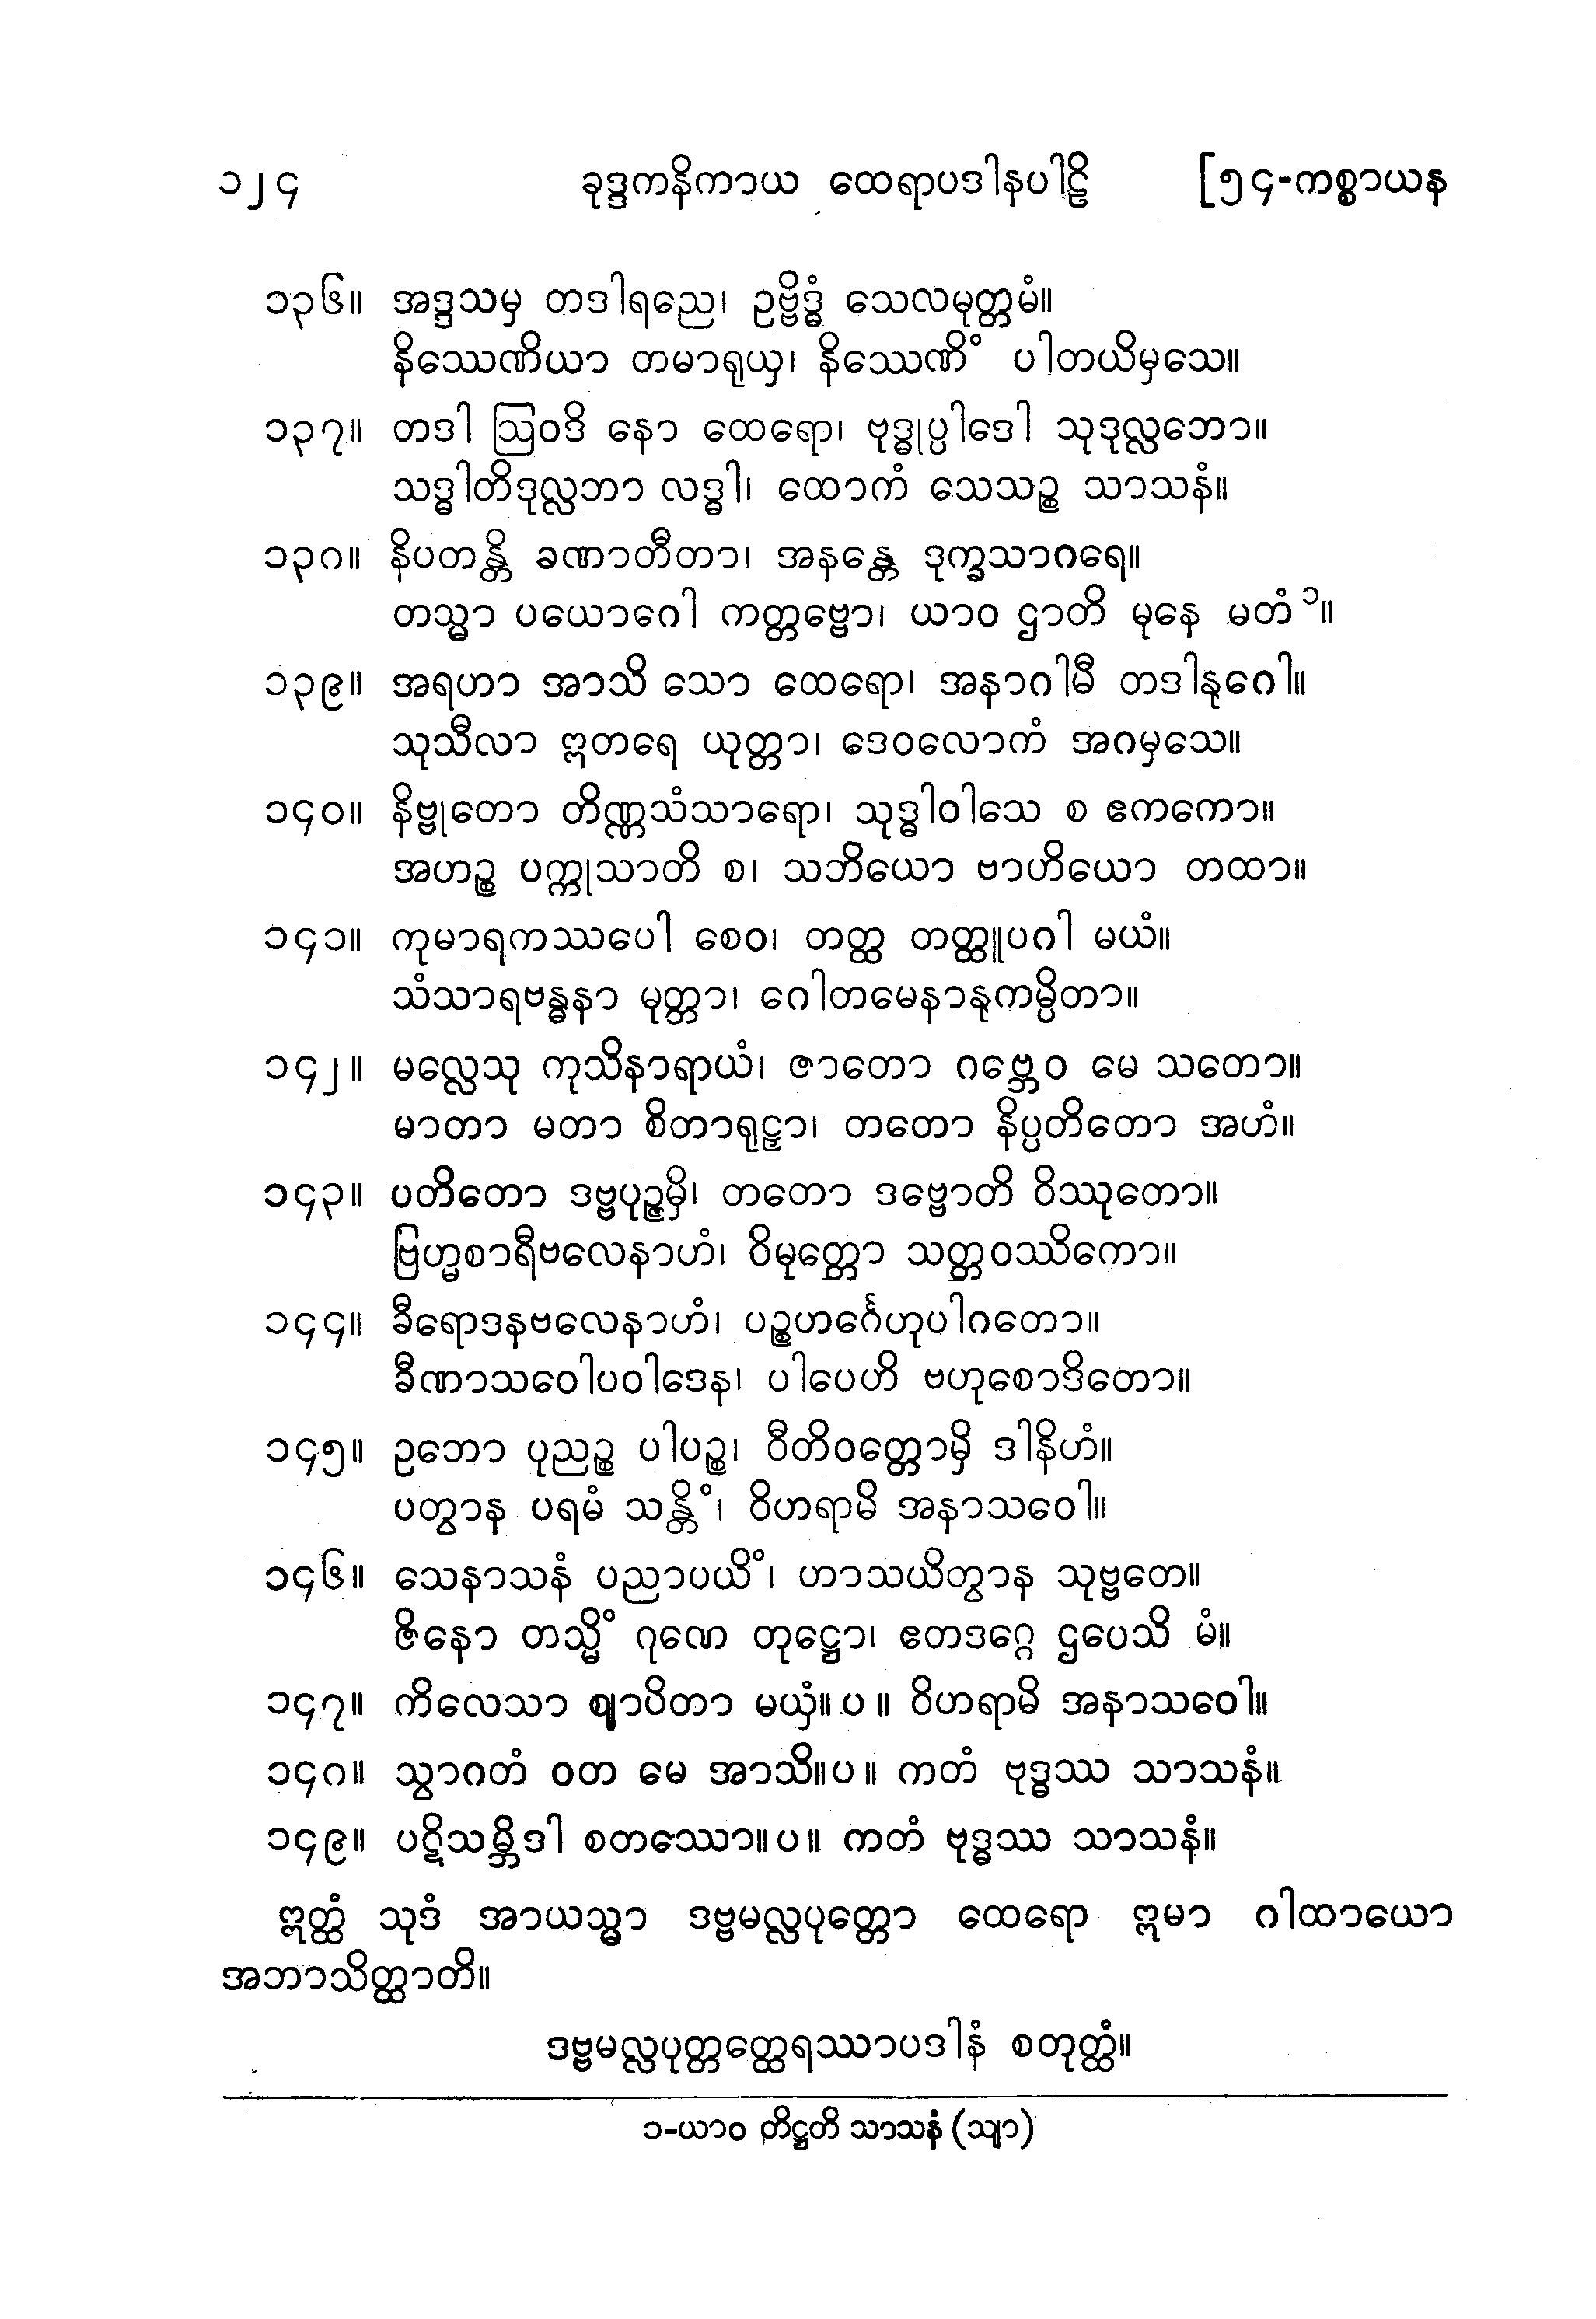 ၁၂၄ ခုဒ္ဒကနိကာယ ထေရာပဒါနပါဠိ [၅၄-ကစ္စာယန
၁၃၆။ အဒ္ဒသမှ တဒါရညေ၊ ဥဗ္ဗိဒ္ဓံ သေလမုတ္တမံ။
နိဿေဏိယာ တမာရုယှ၊ နိဿေဏိံ ပါတယိမှသေ။
၁၃၇။ တဒါ ဩဝဒိ နော ထေရော၊ ဗုဒ္ဓုပ္ပါဒေါ သုဒုလ္လဘော။
သဒ္ဓါတိဒုလ္လဘာ လဒ္ဓါ၊ ထောကံ သေသဉ္စ သာသနံ။
၁၃၈။ နိပတန္တိ ခဏာတီတာ၊ အနန္တေ ဒုက္ခသာဂရေ။
တသ္မာ ပယောဂေါ ကတ္တဗ္ဗော၊ ယာဝ ဌာတိ မုနေ မတံ ၁။
၁၃၉။ အရဟာ အာသိ သော ထေရော၊ အနာဂါမီ တဒါနုဂေါ။
သုသီလာ ဣတရေ ယုတ္တာ၊ ဒေဝလောကံ အဂမှသေ။
၁၄၀။ နိဗ္ဗုတော တိဏ္ဏသံသာရော၊ သုဒ္ဓါဝါသေ စ ဧကကော။
အဟဉ္စ ပက္ကုသာတိ စ၊ သဘိယော ဗာဟိယော တထာ။
၁၄၁။ ကုမာရကဿပေါ စေဝ၊ တတ္ထ တတ္ထူပဂါ မယံ။
သံသာရဗန္ဓနာ မုတ္တာ၊ ဂေါတမေနာနုကမ္ပိတာ။
၁၄၂။ မလ္လေသု ကုသိနာရာယံ၊ ဇာတော ဂဗ္ဘေဝ မေ သတော။
မာတာ မတာ စိတာရုဠှာ၊ တတော နိပ္ပတိတော အဟံ။
၁၄၃။ ပတိတော ဒဗ္ဗပုဉ္ဇမှိ၊ တတော ဒဗ္ဗောတိ ဝိဿုတော။
ဗြဟ္မစာရီဗလေနာဟံ၊ ဝိမုတ္တော သတ္တဝဿိကော။
၁၄၄။ ခီရောဒနဗလေနာဟံ၊ ပဉ္စဟင်္ဂေဟုပါဂတော။
ခီဏာသဝေါပဝါဒေန၊ ပါပေဟိ ဗဟုစောဒိတော။
၁၄၅။ ဥဘော ပုညဉ္စ ပါပဉ္စ၊ ဝီတိဝတ္တောမှိ ဒါနိဟံ။
ပတွာန ပရမံ သန္တိံ၊ ဝိဟရာမိ အနာသဝေါ။
၁၄၆။ သေနာသနံ ပညာပယိံ၊ ဟာသယိတွာန သုဗ္ဗတေ။
ဇိနော တသ္မိံ ဂုဏေ တုဋ္ဌော၊ ဧတဒဂ္ဂေ ဌပေသိ မံ။
၁၄၇။ ကိလေသာ ဈာပိတာ မယှံ။ ပ ။ ဝိဟရာမိ အနာသဝေါ။
၁၄၈။ သွာဂတံ ဝတ မေ အာသိ။ ပ ။ ကတံ ဗုဒ္ဓဿ သာသနံ။
၁၄၉။ ပဋိသမ္ဘိဒါ စတဿော။ ပ ။ ကတံ ဗုဒ္ဓဿ သာသနံ။
ဣတ္ထံ သုဒံ အာယသ္မာ ဒဗ္ဗမလ္လပုတ္တော ထေရော ဣမာ ဂါထာယော
အဘာသိတ္ထာတိ။
ဒဗ္ဗမလ္လပုတ္တတ္ထေရဿာပဒါနံ စတုတ္ထံ။
၁-ယာဝ တိဋ္ဌတိ သာသနံ (သျာ)